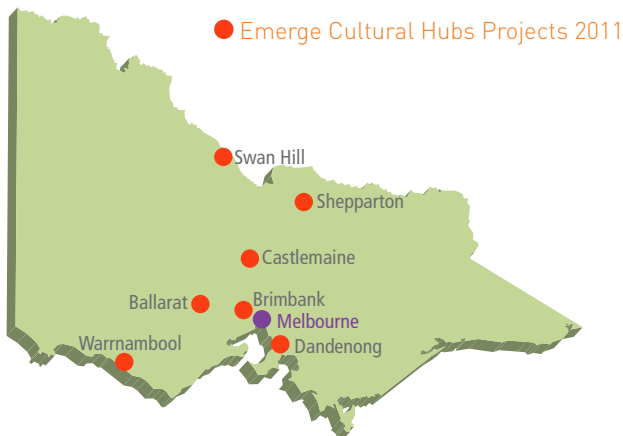 Emerge Cultural Hubs Projects 2011
Swan Hill
Shepparton
Castlemaine
Ballarat
Brimbank
Melbourne
Warrnambool
Dandenong